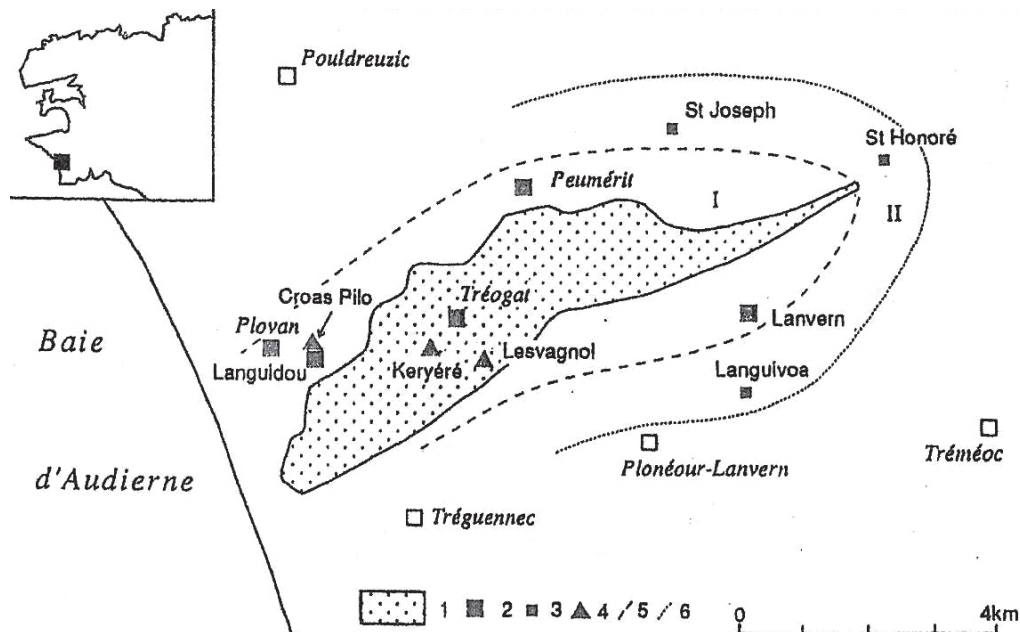 Pouldreuzic
St Joseph
St Honoré
Peumérit
I
II
Croas Pilo
Tréogat
Plovan
Baie
Lanvern
Languidou
Keryéré
Lesvagnol
Languivoa
d'Audierne
Plonéour-Lanvern
Tréméoc
Tréguennec
1 2 3 4 5 6
0 4km